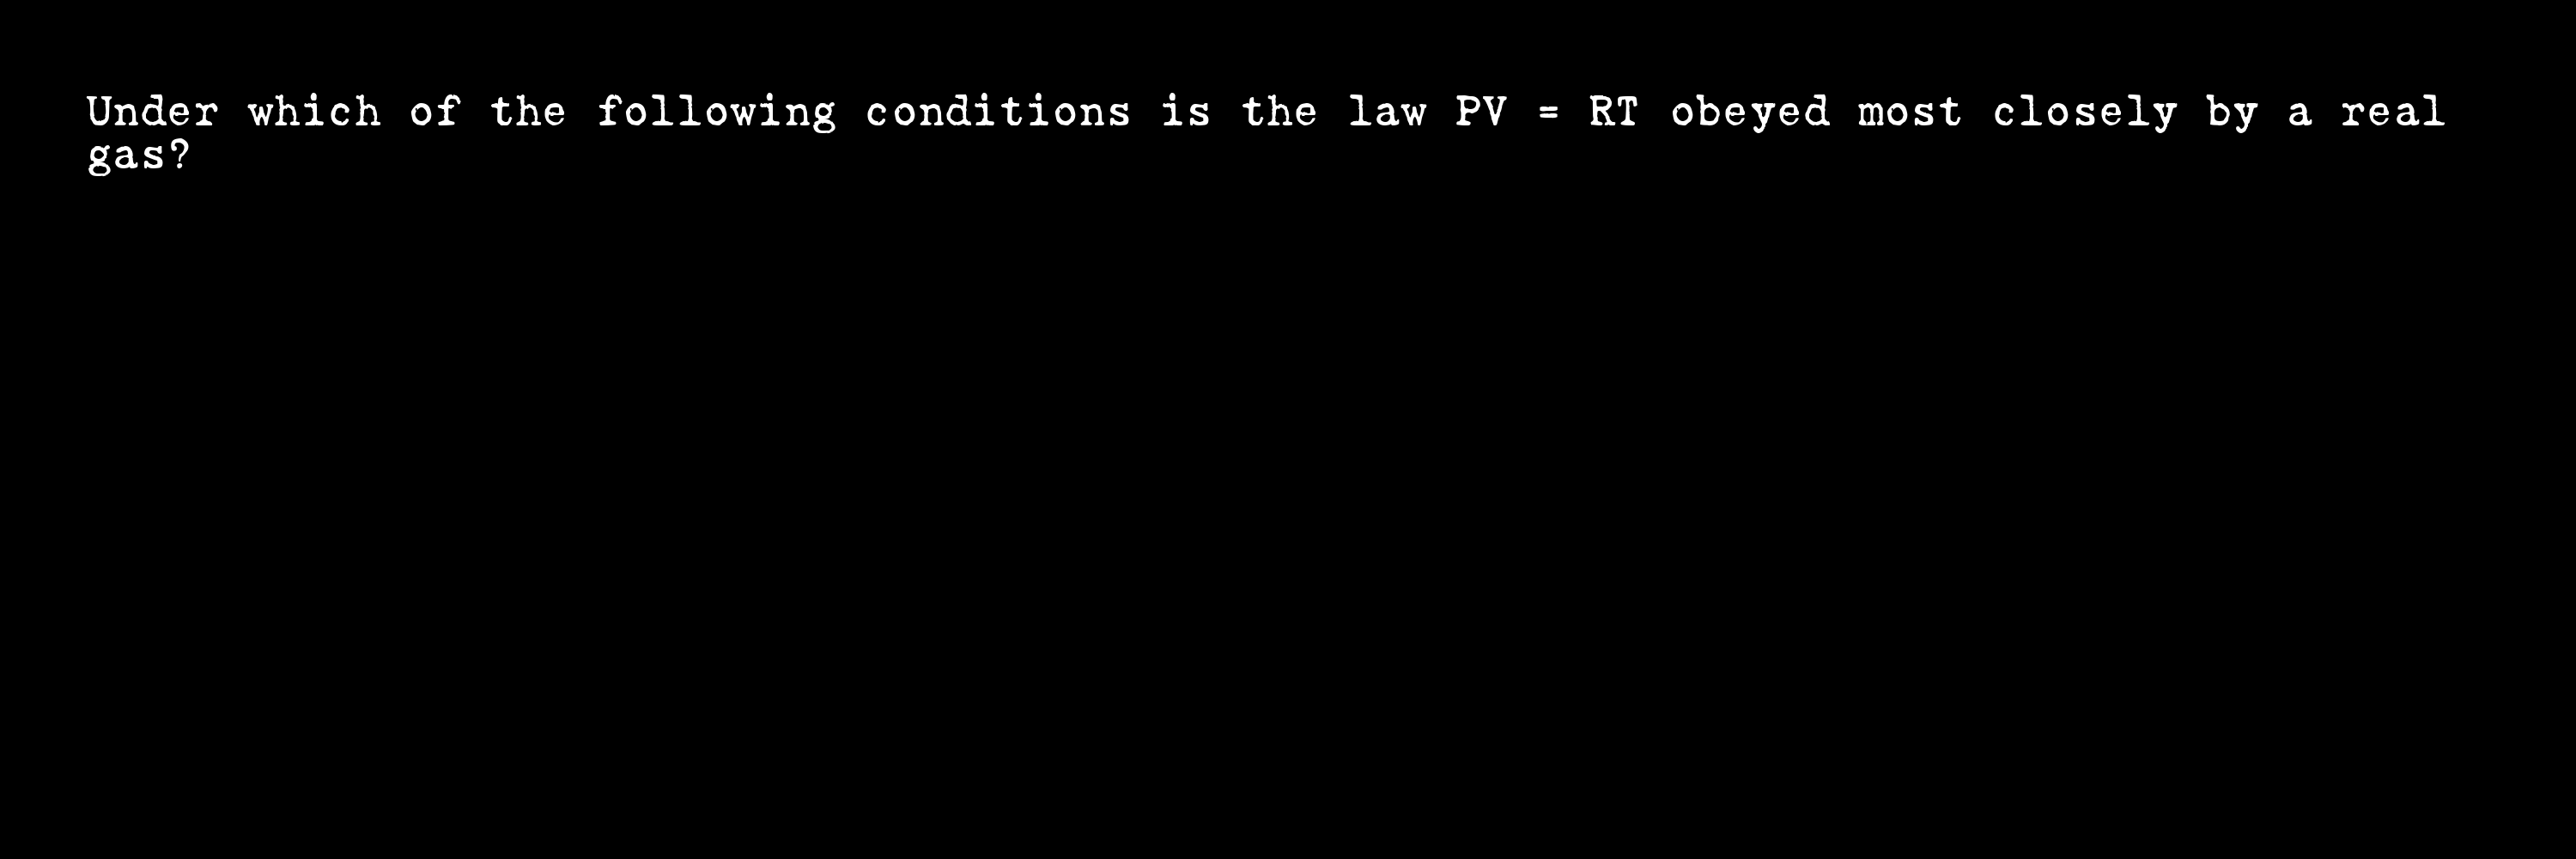 Under which of the following conditions is the law PV = RT obeyed most closely by a real
gas?